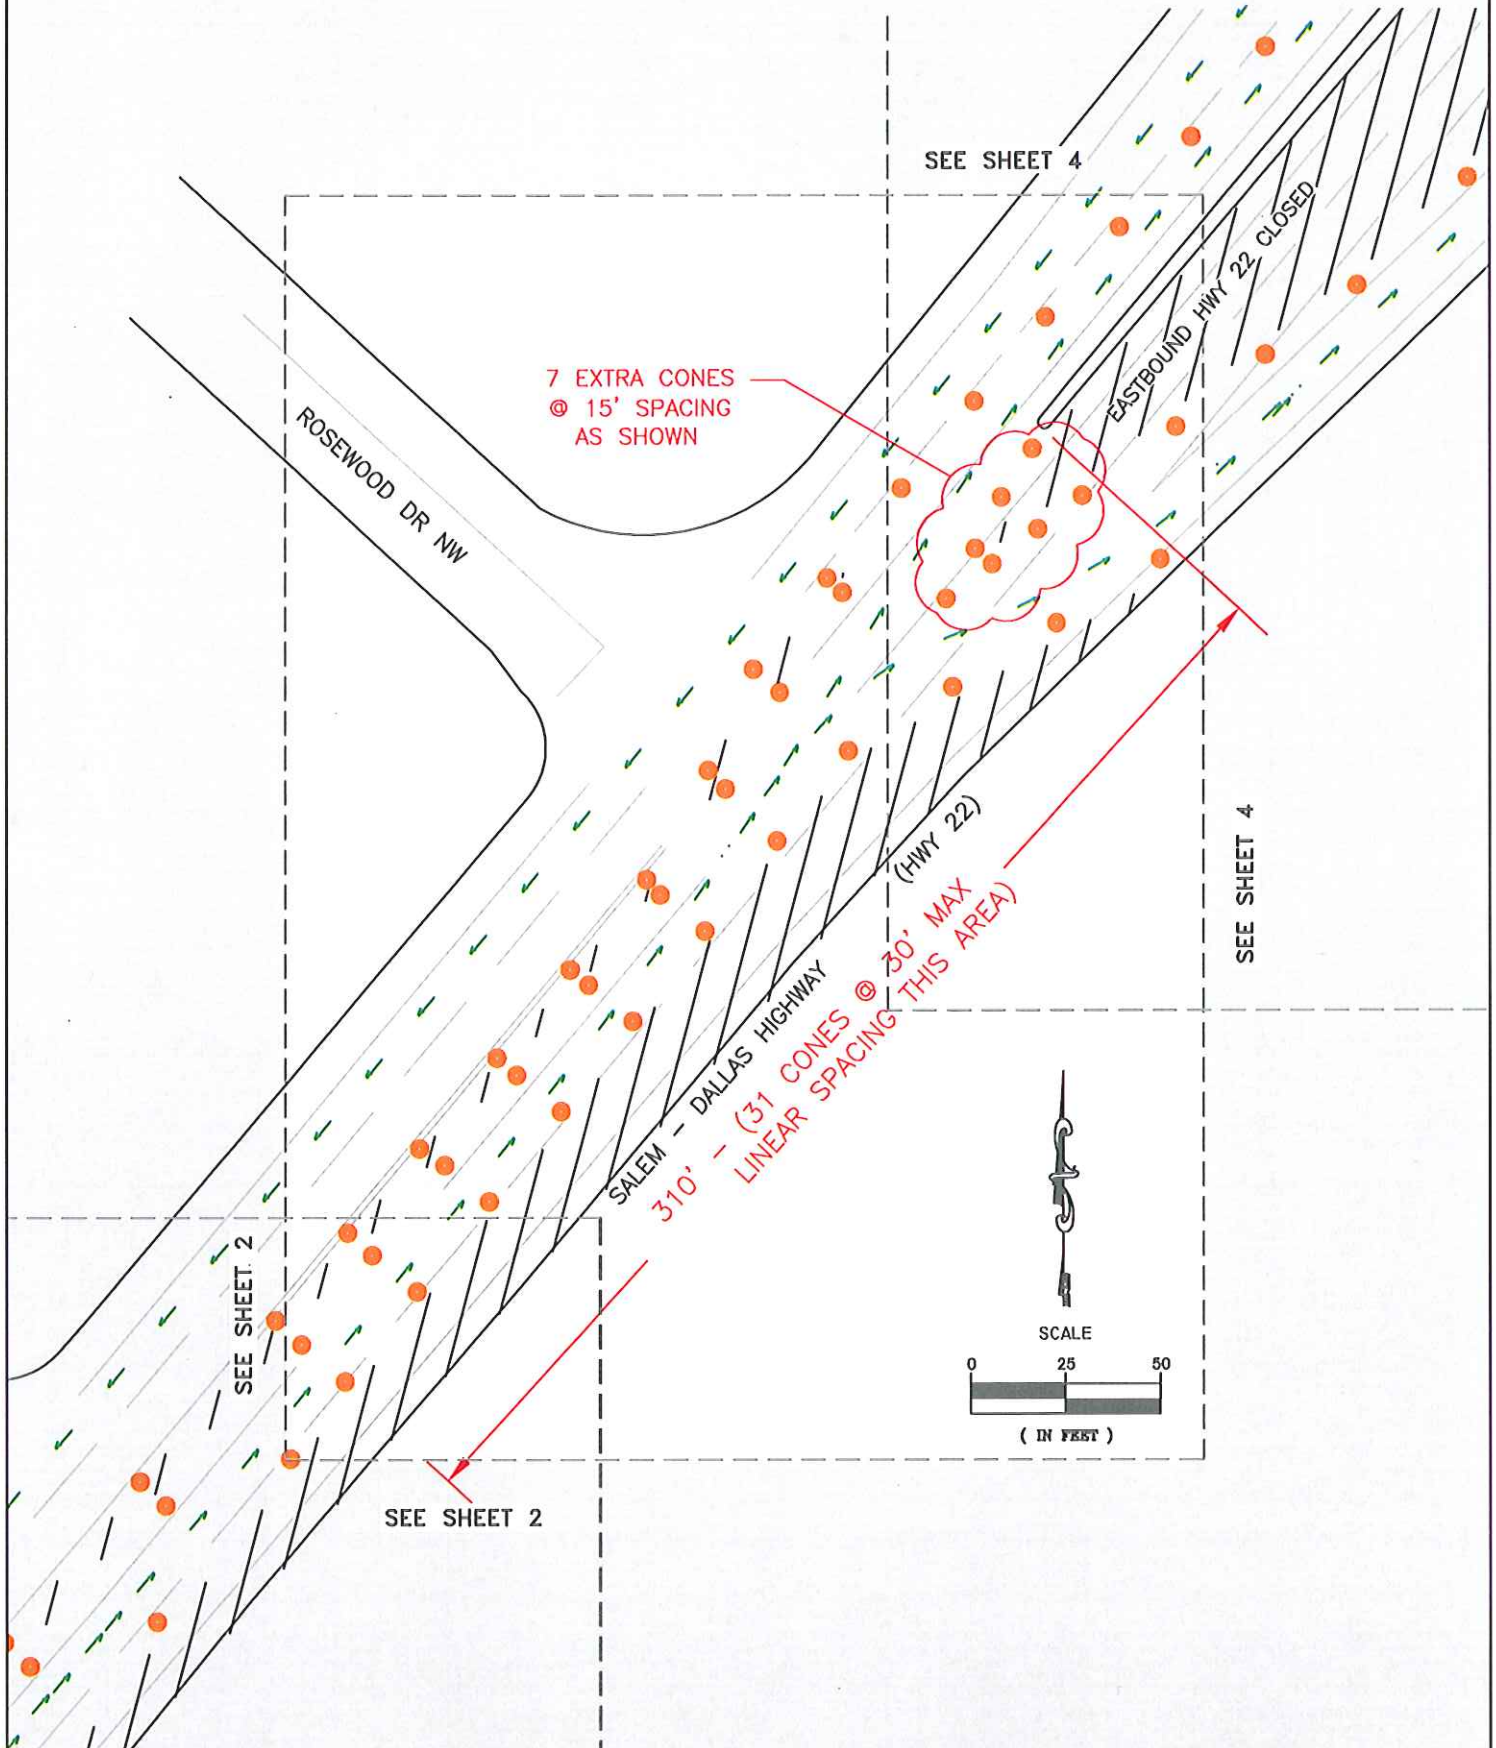 SEE SHEET 4
EASTBOUND HWY 22 CLOSED
7 EXTRA CONES
@ 15' SPACING
AS SHOWN
ROSEWOOD DR NW
(HWY 22)
SALEM - DALLAS HIGHWAY
310' - (31 CONES @ 30' MAX
LINEAR SPACING THIS AREA)
SEE SHEET 4
SEE SHEET 2
SEE SHEET 2
SCALE
0 25 50
( IN FEET )